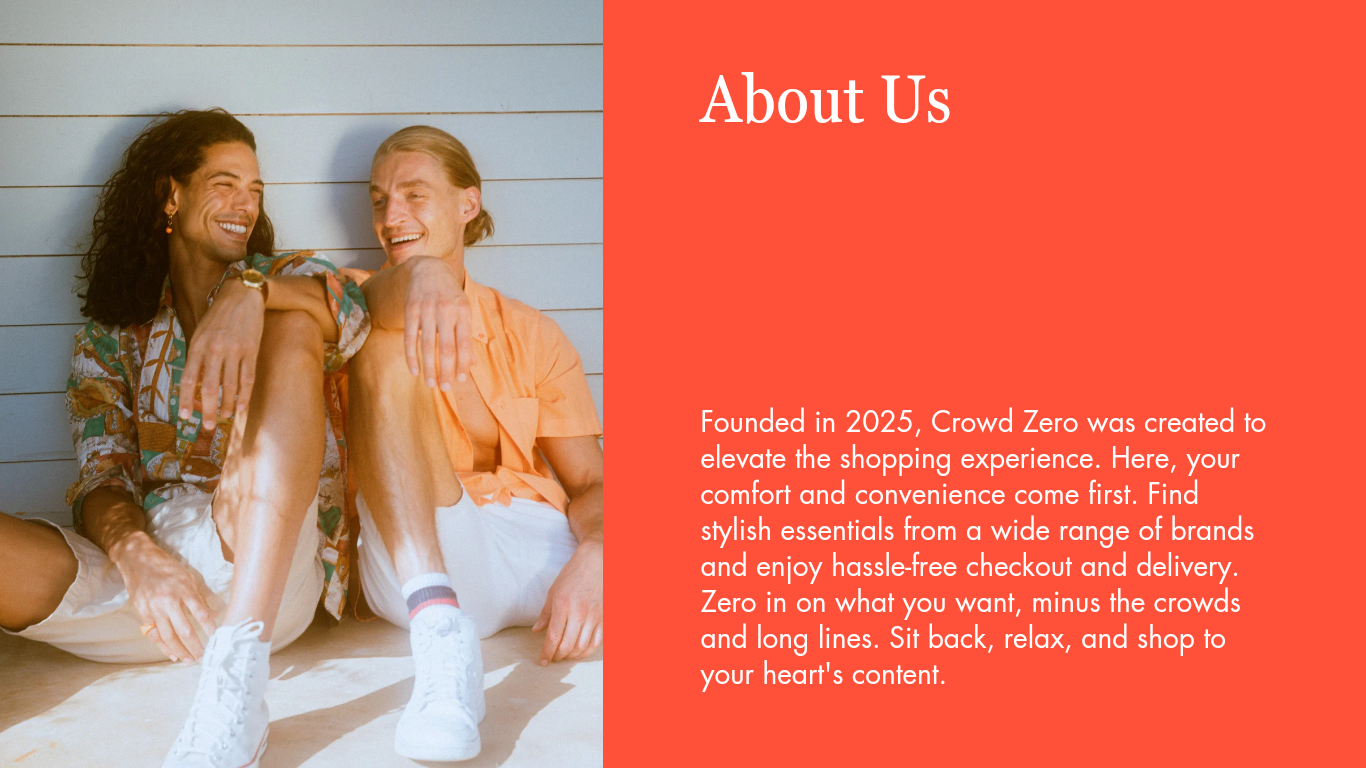 About Us
Founded in 2025, Crowd Zero was created to
elevate the shopping experience. Here, your
comfort and convenience come first. Find
stylish essentials from a wide range of brands
and enjoy hassle-free checkout and delivery.
Zero in on what you want, minus the crowds
and long lines. Sit back, relax, and shop to
your heart's content.